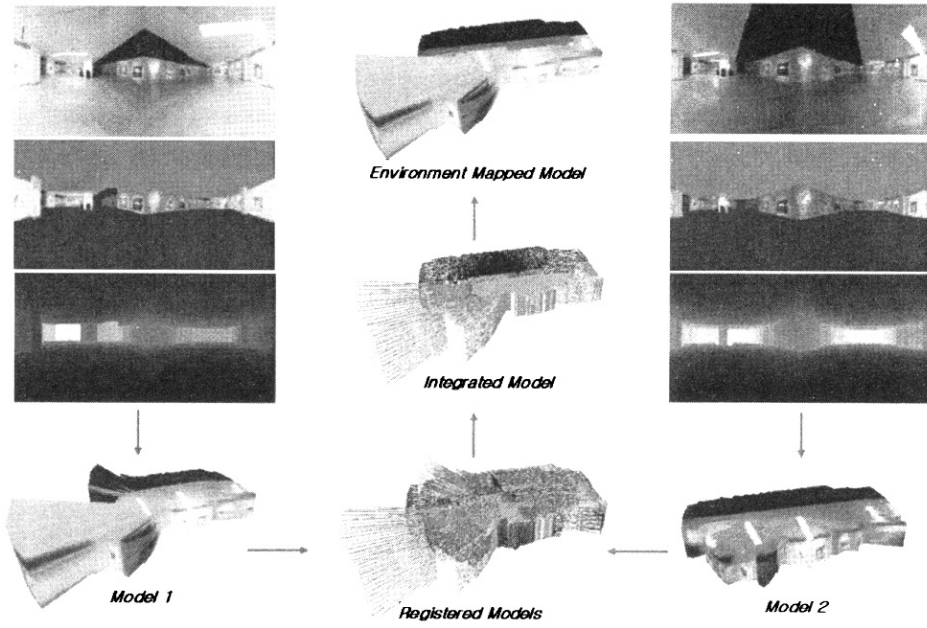 Environment Mapped Model
Integrated Model
Model 1
Registered Models
Model 2